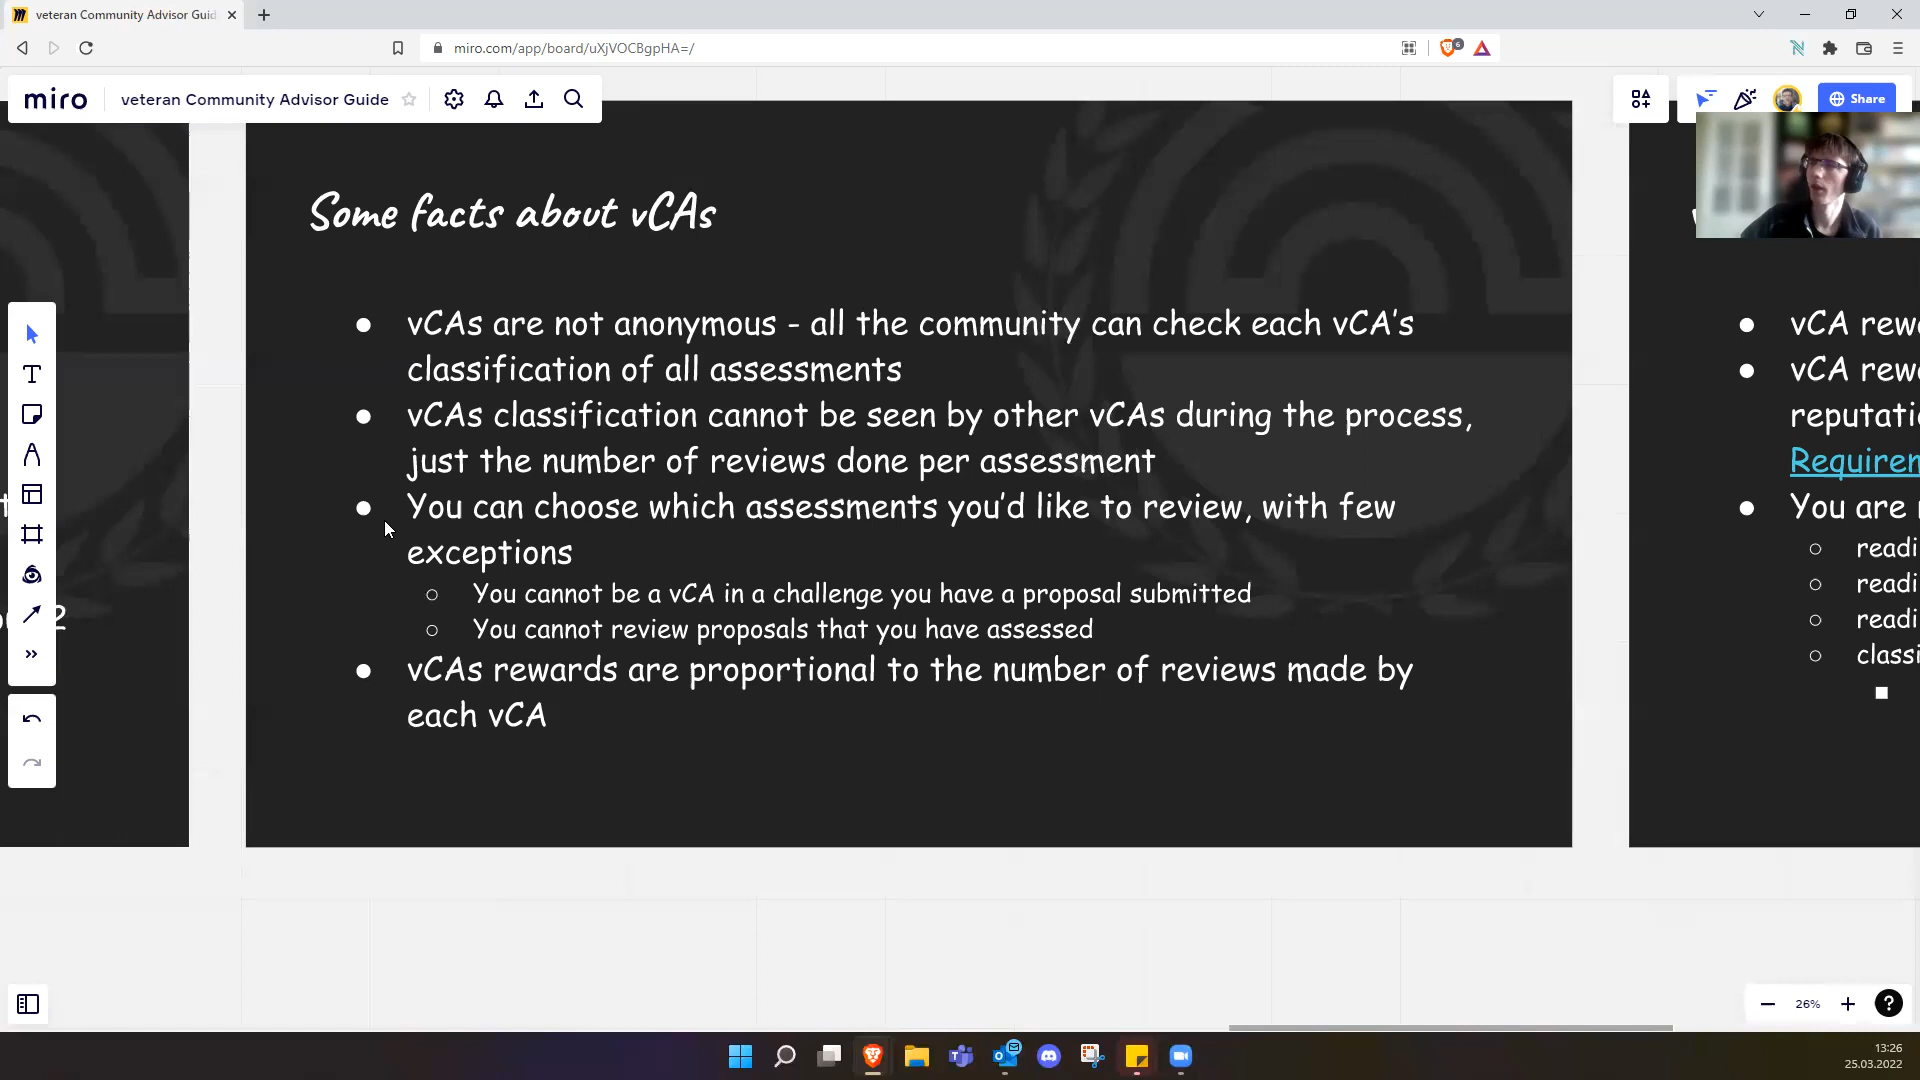 veteran Community Advisor Guid
miro.com/app/board/uXjVOCBgpHA=/
6
miro
veteran Community Advisor Guide
Share
Some facts about vCAs
● vCAs are not anonymous - all the community can check each vCA's
classification of all assessments
● vCAs classification cannot be seen by other vCAs during the process,
just the number of reviews done per assessment
● You can choose which assessments you'd like to review, with few
exceptions
○ You cannot be a vCA in a challenge you have a proposal submitted
○ You cannot review proposals that you have assessed
● vCAs rewards are proportional to the number of reviews made by
each vCA
● vCA rew
● vCA rew
reputati
Requirem
● You are
○ readi
○ readi
○ readi
○ classi
2
26%
13:26
25.03.2022